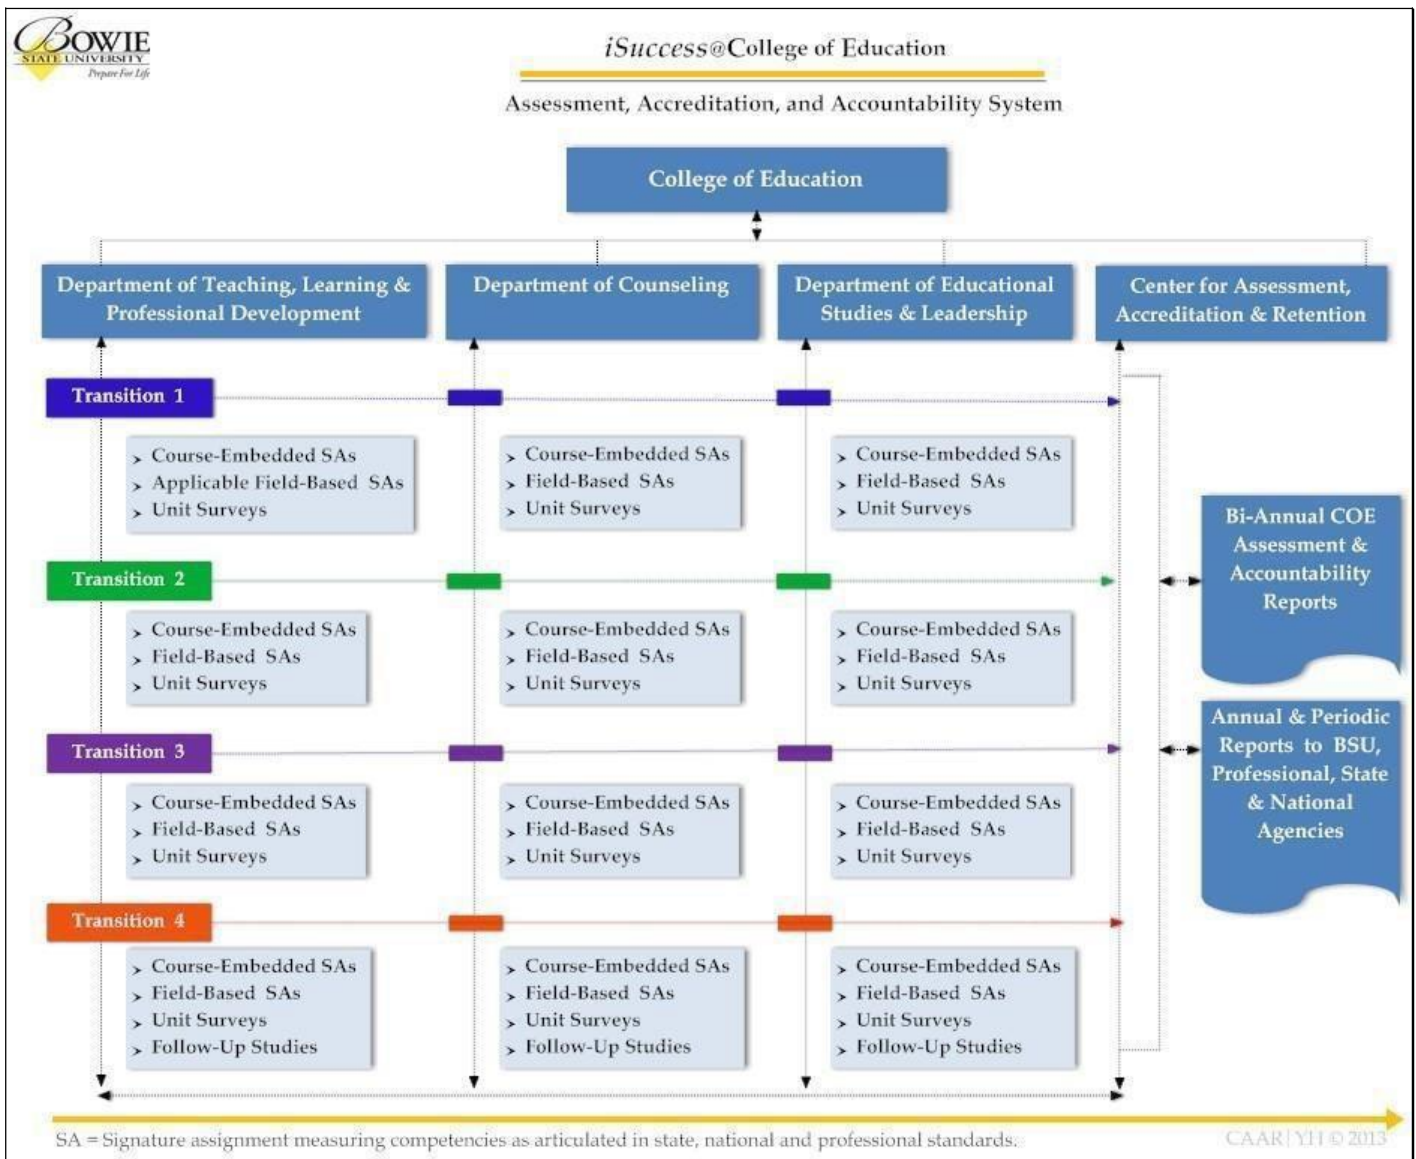 BOWIE
STATE UNIVERSITY
Prepare For Life
iSuccess@College of Education
Assessment, Accreditation, and Accountability System
College of Education
Department of Teaching, Learning &
Professional Development
Department of Counseling
Department of Educational
Studies & Leadership
Center for Assessment,
Accreditation & Retention
Transition 1
Course-Embedded SAs
Applicable Field-Based SAs
Unit Surveys
Course-Embedded SAs
Field-Based SAs
Unit Surveys
Course-Embedded SAs
Field-Based SAs
Unit Surveys
Transition 2
Course-Embedded SAs
Field-Based SAs
Unit Surveys
Course-Embedded SAs
Field-Based SAs
Unit Surveys
Course-Embedded SAs
Field-Based SAs
Unit Surveys
Transition 3
Course-Embedded SAs
Field-Based SAs
Unit Surveys
Course-Embedded SAs
Field-Based SAs
Unit Surveys
Course-Embedded SAs
Field-Based SAs
Unit Surveys
Transition 4
Course-Embedded SAs
Field-Based SAs
Unit Surveys
Follow-Up Studies
Course-Embedded SAs
Field-Based SAs
Unit Surveys
Follow-Up Studies
Course-Embedded SAs
Field-Based SAs
Unit Surveys
Follow-Up Studies
Bi-Annual COE
Assessment &
Accountability
Reports
Annual & Periodic
Reports to BSU,
Professional, State
& National
Agencies
SA = Signature assignment measuring competencies as articulated in state, national and professional standards.
CAAR|YH © 2013